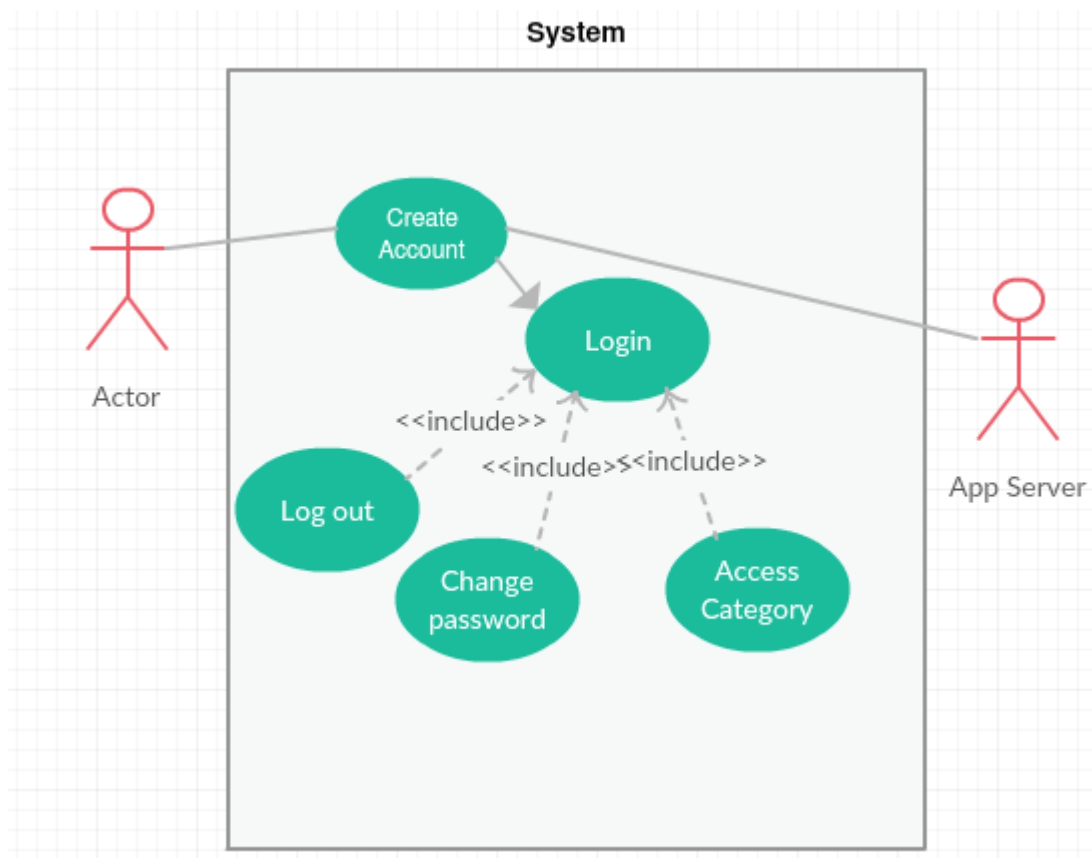 System
Create
Account
Login
Actor
<<include>>
<<include>>
<<include>>
App Server
Log out
Change
password
Access
Category